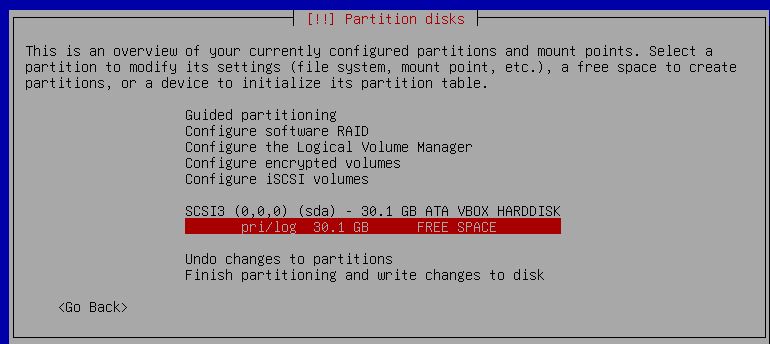 [!!] Partition disks
This is an overview of your currently configured partitions and mount points. Select a
partition to modify its settings (file system, mount point, etc.), a free space to create
partitions, or a device to initialize its partition table.
Guided partitioning
Configure software RAID
Configure the Logical Volume Manager
Configure encrypted volumes
Configure iSCSI volumes
SCSI3 (0,0,0) (sda) - 30.1 GB ATA VBOX HARDDISK
pri/log 30.1 GB FREE SPACE
Undo changes to partitions
Finish partitioning and write changes to disk
<Go Back>